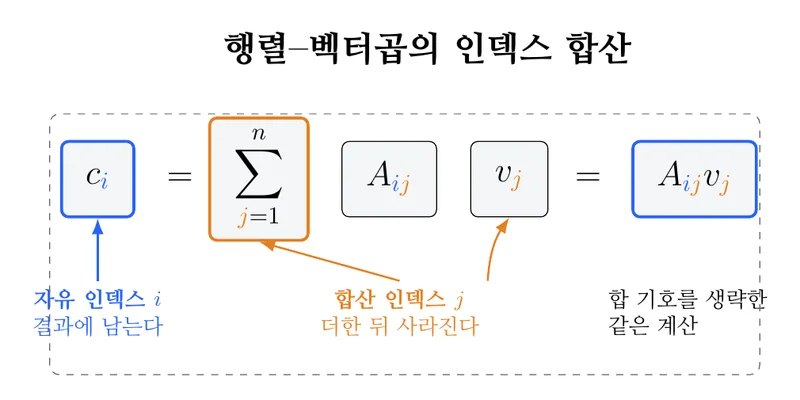 행렬–벡터곱의 인덱스 합산
c_i = \sum_{j=1}^{n} A_{ij} v_j = A_{ij}v_j
자유 인덱스 i
결과에 남는다
합산 인덱스 j
더한 뒤 사라진다
합 기호를 생략한
같은 계산